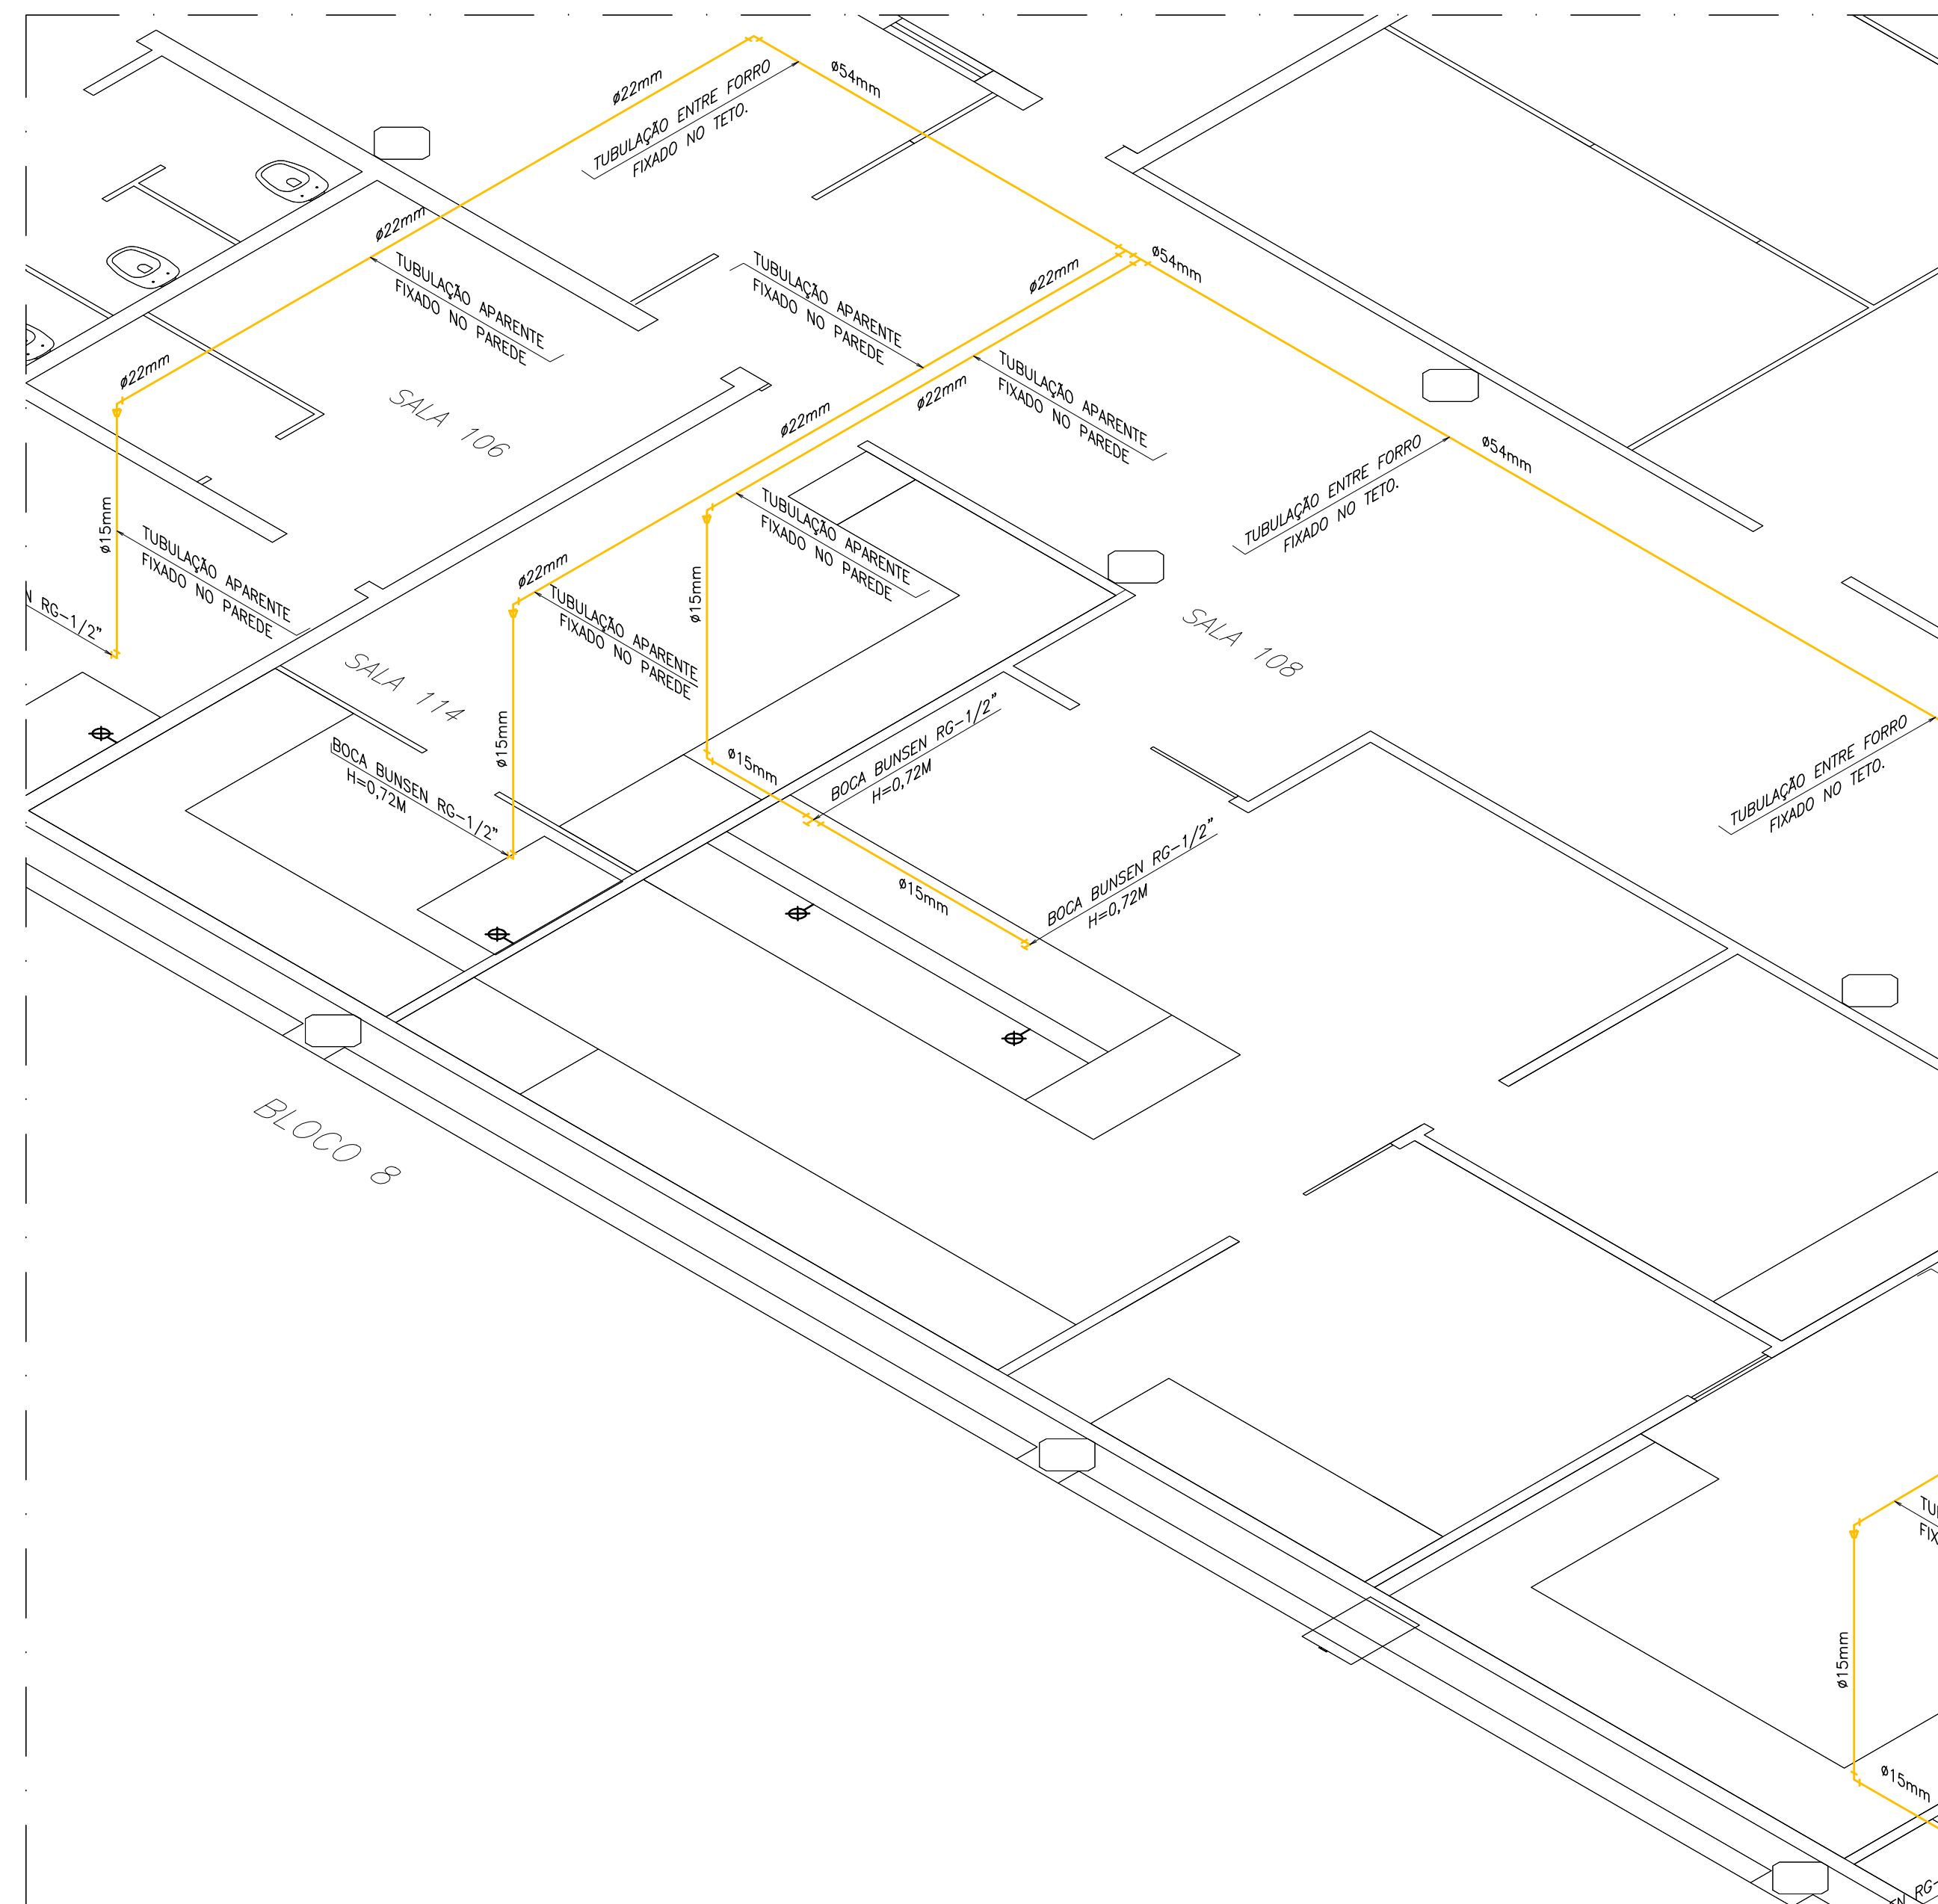 ø22mm
ø54mm
TUBULAÇÃO ENTRE FORRO
FIXADO NO TETO.
ø22mm
TUBULAÇÃO APARENTE
FIXADO NO PAREDE
TUBULAÇÃO APARENTE
FIXADO NO PAREDE
ø22mm
ø54mm
ø22mm
SALA 106
ø22mm
ø22mm
TUBULAÇÃO APARENTE
FIXADO NO PAREDE
ø54mm
TUBULAÇÃO ENTRE FORRO
FIXADO NO TETO.
ø15mm
TUBULAÇÃO APARENTE
FIXADO NO PAREDE
TUBULAÇÃO APARENTE
FIXADO NO PAREDE
ø22mm
ø15mm
TUBULAÇÃO APARENTE
FIXADO NO PAREDE
N RG-1/2"
SALA 108
SALA 114
ø15mm
BOCA BUNSEN RG-1/2"
H=0,72M
ø15mm
BOCA BUNSEN RG-1/2"
H=0,72M
TUBULAÇÃO ENTRE FORRO
FIXADO NO TETO.
ø15mm
BOCA BUNSEN RG-1/2"
H=0,72M
BLOCO 8
TU
FIX
ø15mm
ø15mm
N RG-